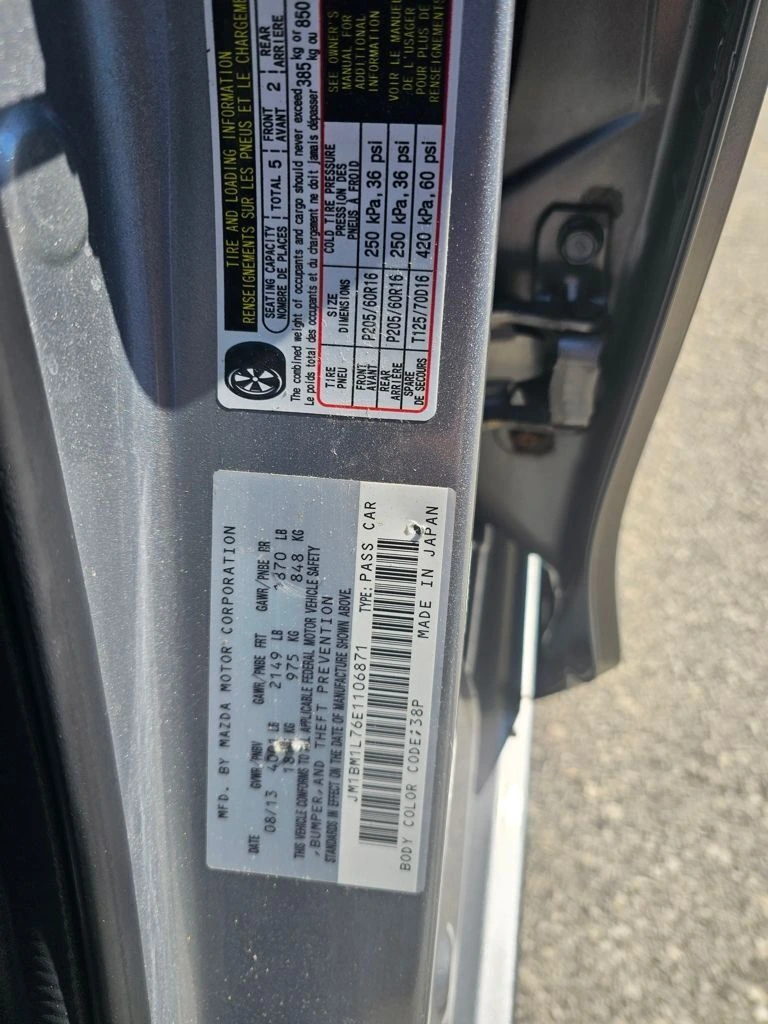 TIRE AND LOADING INFORMATION
RENSEIGNEMENTS SUR LES PNEUS ET LE CHARGEME
SEATING CAPACITY
NOMBRE DE PLACES
TOTAL 5
FRONT
AVANT
2
REAR
ARRIÈRE
The combined weight of occupants and cargo should never exceed 385 kg or 850
Le poids total des occupants et du chargement ne doit jamais dépasser kg ou
TIRE
PNEU
SIZE
DIMENSIONS
COLD TIRE PRESSURE
PRESSION DES
PNEUS À FROID
FRONT
AVANT
P205/60R16
250 kPa, 36 psi
REAR
ARRIÈRE
P205/60R16
250 kPa, 36 psi
SPARE
DE SECOURS
T125/70D16
420 kPa, 60 psi
SEE OWNER'S
MANUAL FOR
ADDITIONAL
INFORMATION
VOIR LE MANUEL
DE L'USAGER
POUR PLUS DE
RENSEIGNEMENTS
MFD. BY MAZDA MOTOR CORPORATION
DATE GVWR/PNBV GAWR/PNBE FRT GAWR/PNBE RR
08/13 LB 2149 LB LB
KG 975 KG 848 KG
THIS VEHICLE CONFORMS TO ALL APPLICABLE FEDERAL MOTOR VEHICLE SAFETY
,BUMPER, AND THEFT PREVENTION
STANDARDS IN EFFECT ON THE DATE OF MANUFACTURE SHOWN ABOVE.
JM1BM1L76E1106871 TYPE: PASS CAR
BODY COLOR CODE;38P MADE IN JAPAN